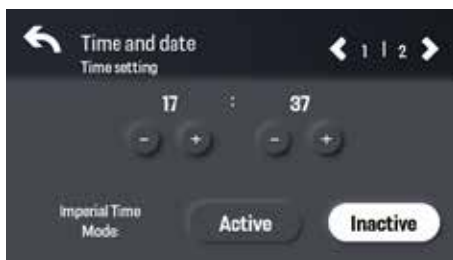 Time and date
Time setting
1 | 2
17 : 37
- + - +
Imperial Time
Mode:
Active
Inactive